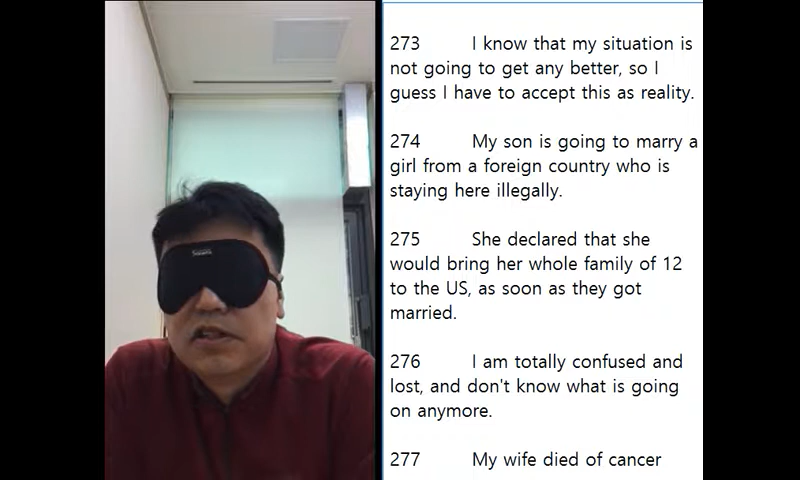 273 I know that my situation is
not going to get any better, so I
guess I have to accept this as reality.
274 My son is going to marry a
girl from a foreign country who is
staying here illegally.
275 She declared that she
would bring her whole family of 12
to the US, as soon as they got
married.
276 I am totally confused and
lost, and don't know what is going
on anymore.
277 My wife died of cancer